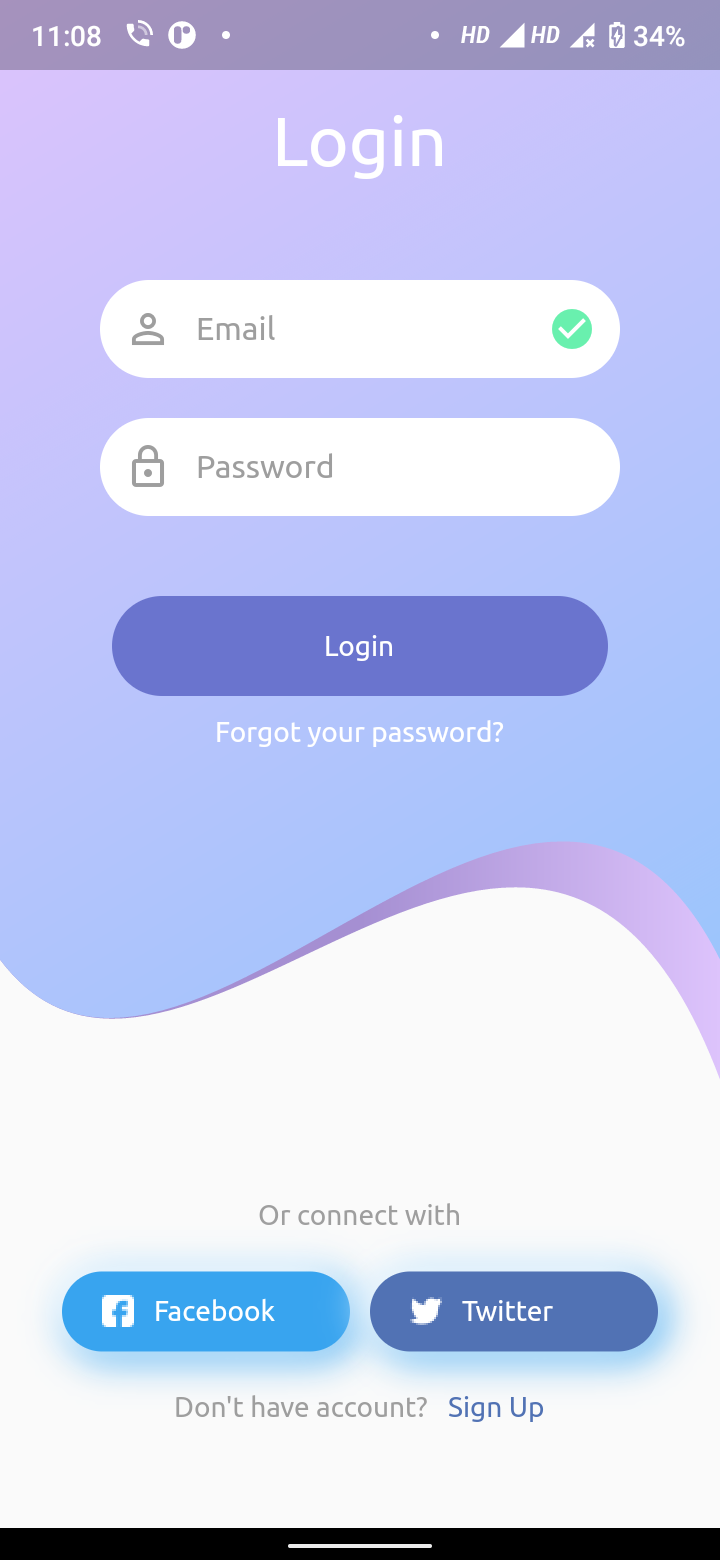 11:08 HD HD 34%
Login
Email
Password
Login
Forgot your password?
Or connect with
Facebook Twitter
Don't have account? Sign Up